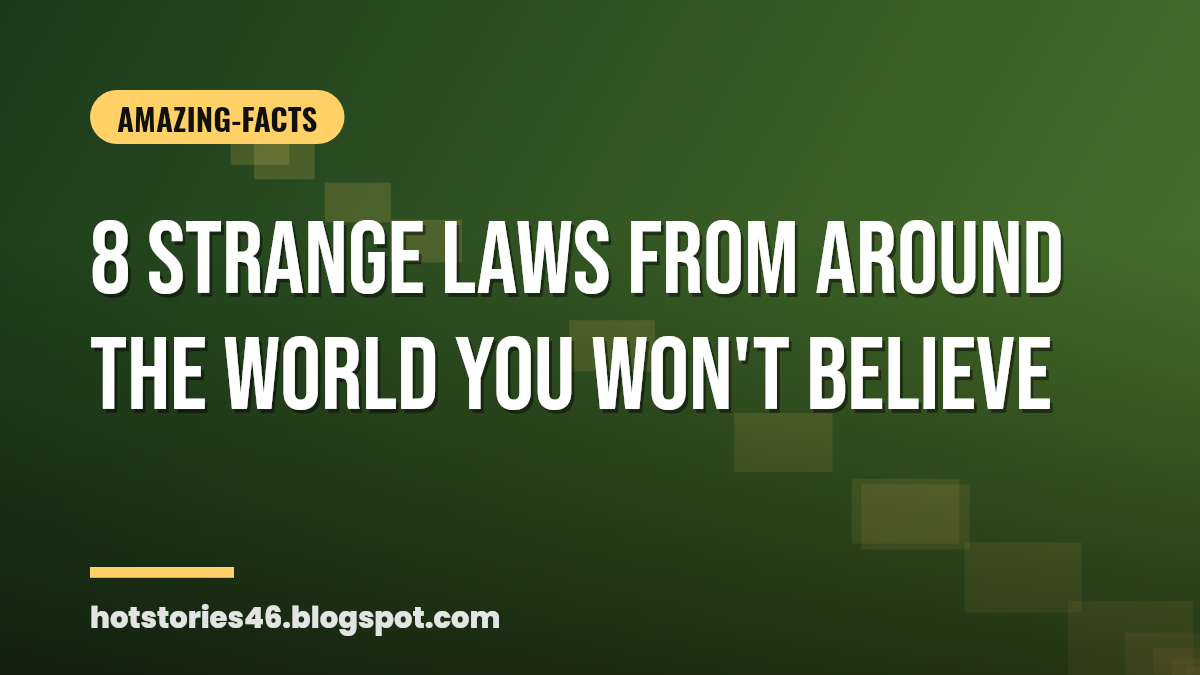 AMAZING-FACTS
8 STRANGE LAWS FROM AROUND
THE WORLD YOU WON'T BELIEVE
hotstories46.blogspot.com